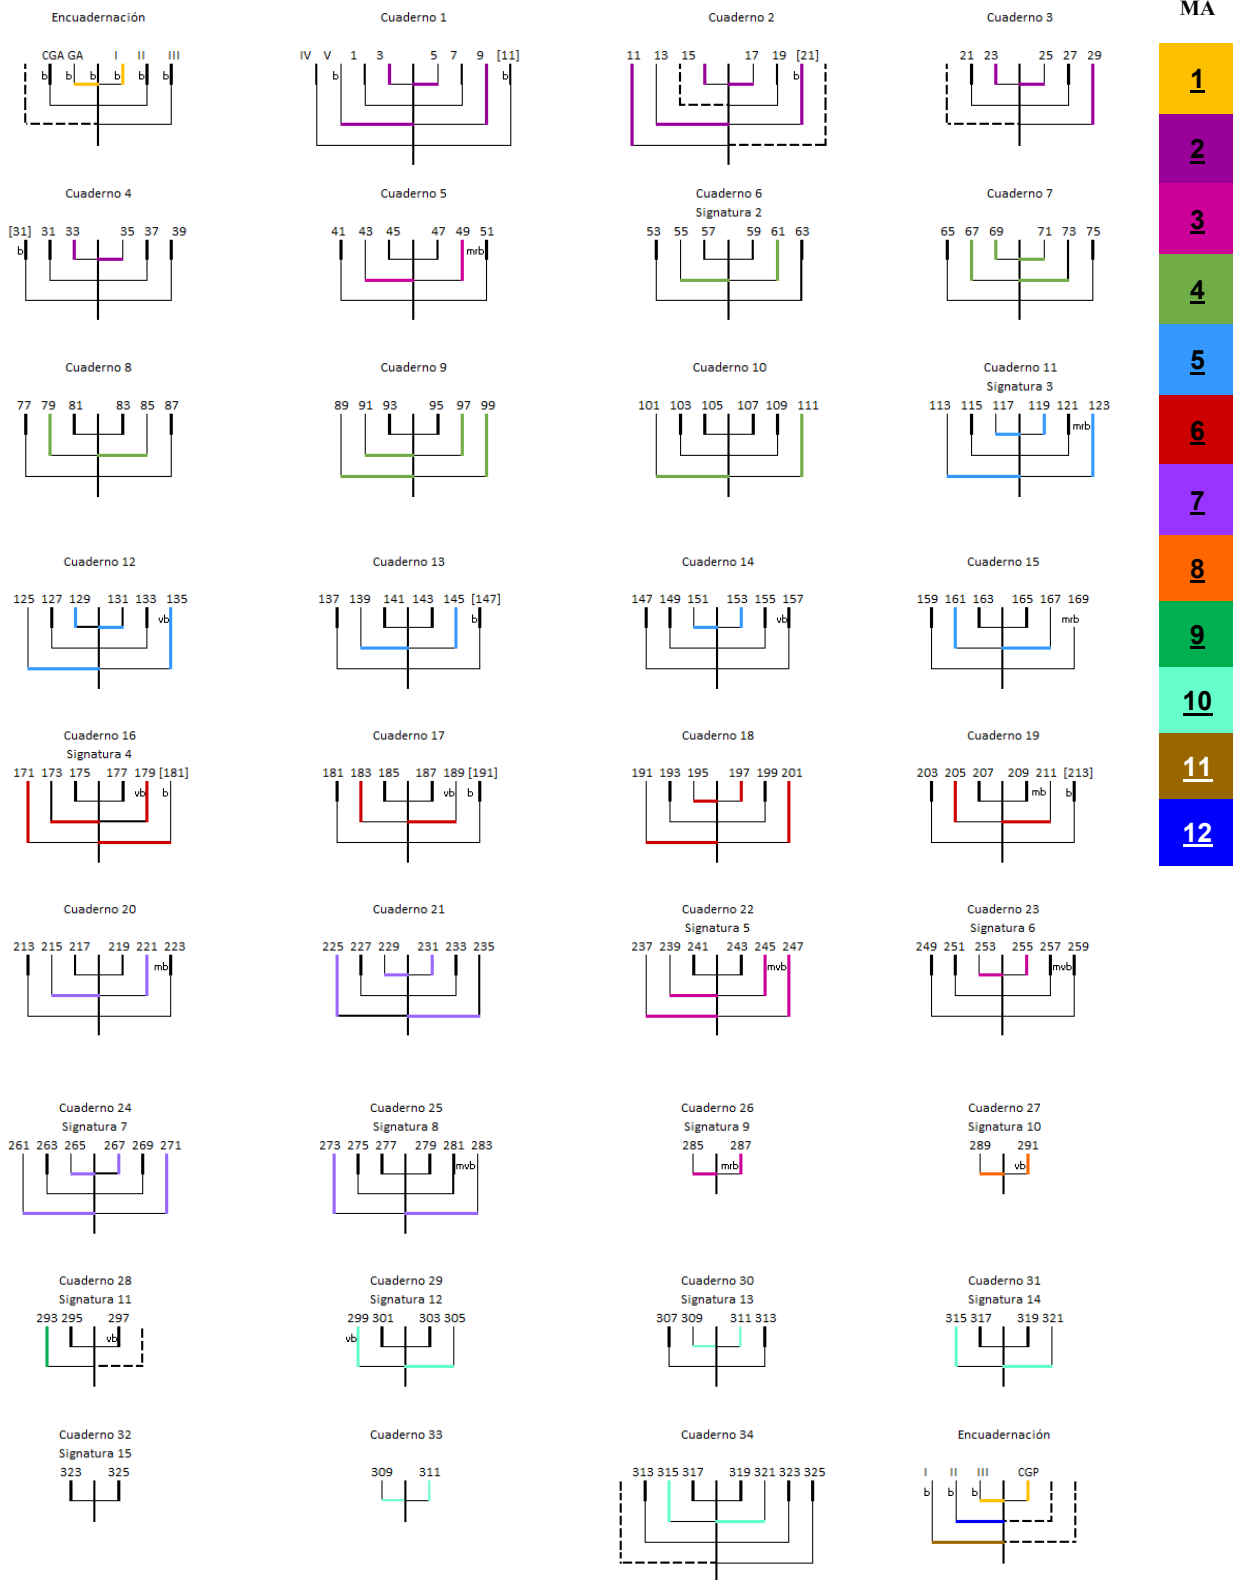 MA
Encuadernación Cuaderno 1 Cuaderno 2 Cuaderno 3
CGA GA I II III IV V 1 3 5 7 9 [11] 11 13 15 17 19 [21] 21 23 25 27 29
b b b b b b b b
1
2
Cuaderno 4 Cuaderno 5 Cuaderno 6 Cuaderno 7
Signatura 2
[31] 31 33 35 37 39 41 43 45 47 49 51 53 55 57 59 61 63 65 67 69 71 73 75
b mrb
3
4
Cuaderno 8 Cuaderno 9 Cuaderno 10 Cuaderno 11
Signatura 3
77 79 81 83 85 87 89 91 93 95 97 99 101 103 105 107 109 111 113 115 117 119 121 123
mrb
5
6
7
Cuaderno 12 Cuaderno 13 Cuaderno 14 Cuaderno 15
125 127 129 131 133 135 137 139 141 143 145 [147] 147 149 151 153 155 157 159 161 163 165 167 169
vb b vb mrb
8
9
10
Cuaderno 16 Cuaderno 17 Cuaderno 18 Cuaderno 19
Signatura 4
171 173 175 177 179 [181] 181 183 185 187 189 [191] 191 193 195 197 199 201 203 205 207 209 211 [213]
vb b vb b mb b
11
12
Cuaderno 20 Cuaderno 21 Cuaderno 22 Cuaderno 23
Signatura 5 Signatura 6
213 215 217 219 221 223 225 227 229 231 233 235 237 239 241 243 245 247 249 251 253 255 257 259
mb mvb mvb
Cuaderno 24 Cuaderno 25 Cuaderno 26 Cuaderno 27
Signatura 7 Signatura 8 Signatura 9 Signatura 10
261 263 265 267 269 271 273 275 277 279 281 283 285 287 289 291
mvb mrb vb
Cuaderno 28 Cuaderno 29 Cuaderno 30 Cuaderno 31
Signatura 11 Signatura 12 Signatura 13 Signatura 14
293 295 297 299 301 303 305 307 309 311 313 315 317 319 321
vb vb
Cuaderno 32 Cuaderno 33 Cuaderno 34 Encuadernación
Signatura 15
323 325 309 311 313 315 317 319 321 323 325 I II III CGP
b b b